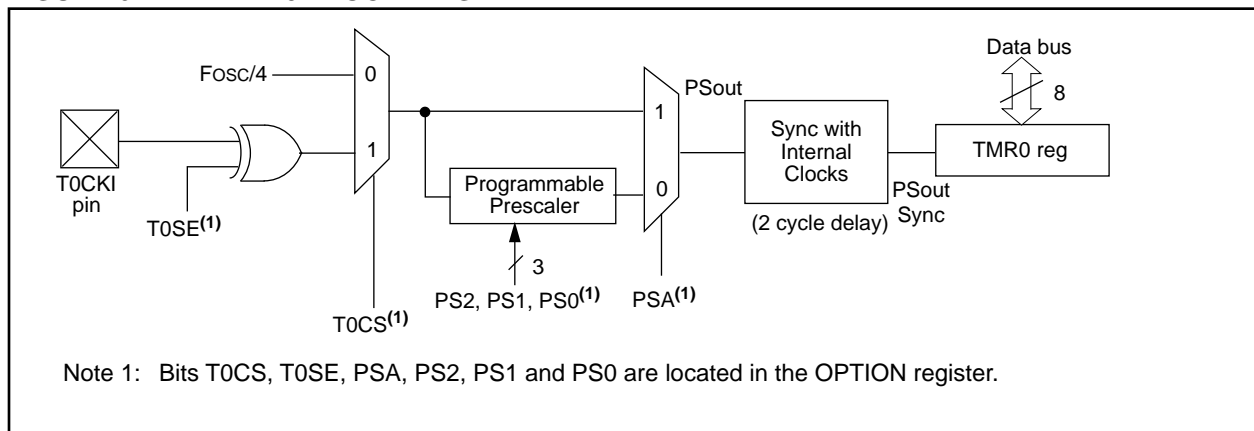 Data bus
8
FOSC/4
0
1
T0CKI
pin
T0SE(1)
T0CS(1)
Programmable
Prescaler
3
PS2, PS1, PS0(1)
1
0
PSA(1)
PSout
Sync with
Internal
Clocks
(2 cycle delay)
PSout
Sync
TMR0 reg
Note 1: Bits T0CS, T0SE, PSA, PS2, PS1 and PS0 are located in the OPTION register.